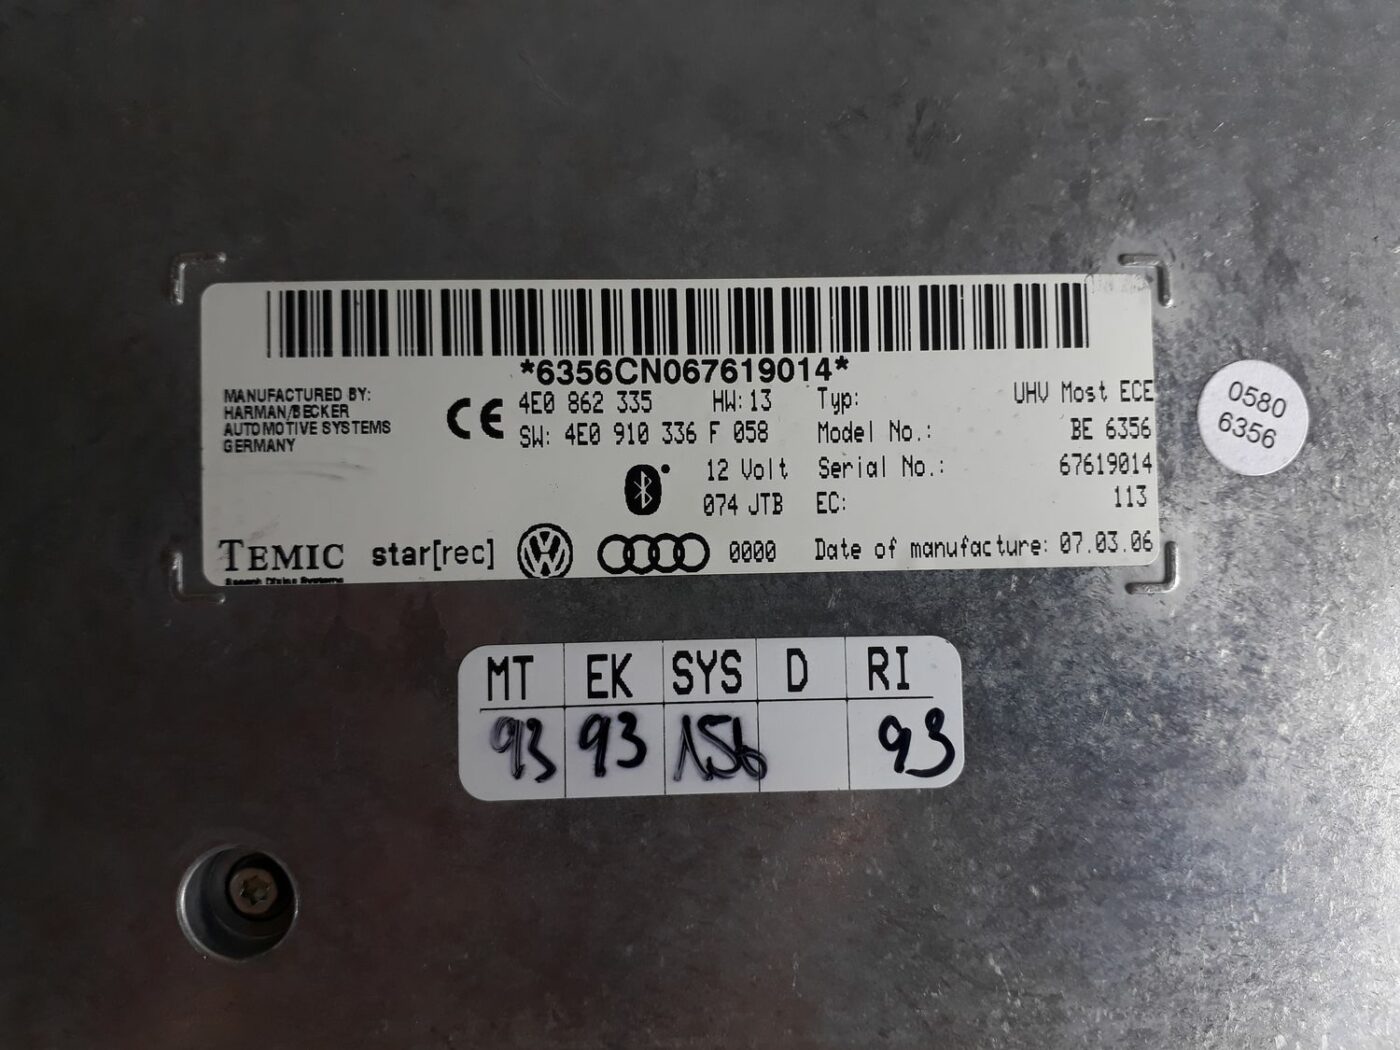 *6356CN067619014*
MANUFACTURED BY:
HARMAN/BECKER
AUTOMOTIVE SYSTEMS
GERMANY
CE
4E0 862 335 HW:13
SW: 4E0 910 336 F 058
12 Volt
074 JTB
Typ: UHV Most ECE
Model No.: BE 6356
Serial No.: 67619014
EC: 113
TEMIC
star[rec]
0000
Date of manufacture: 07.03.06
0580
6356
MT EK SYS D RI
93 93 156 93